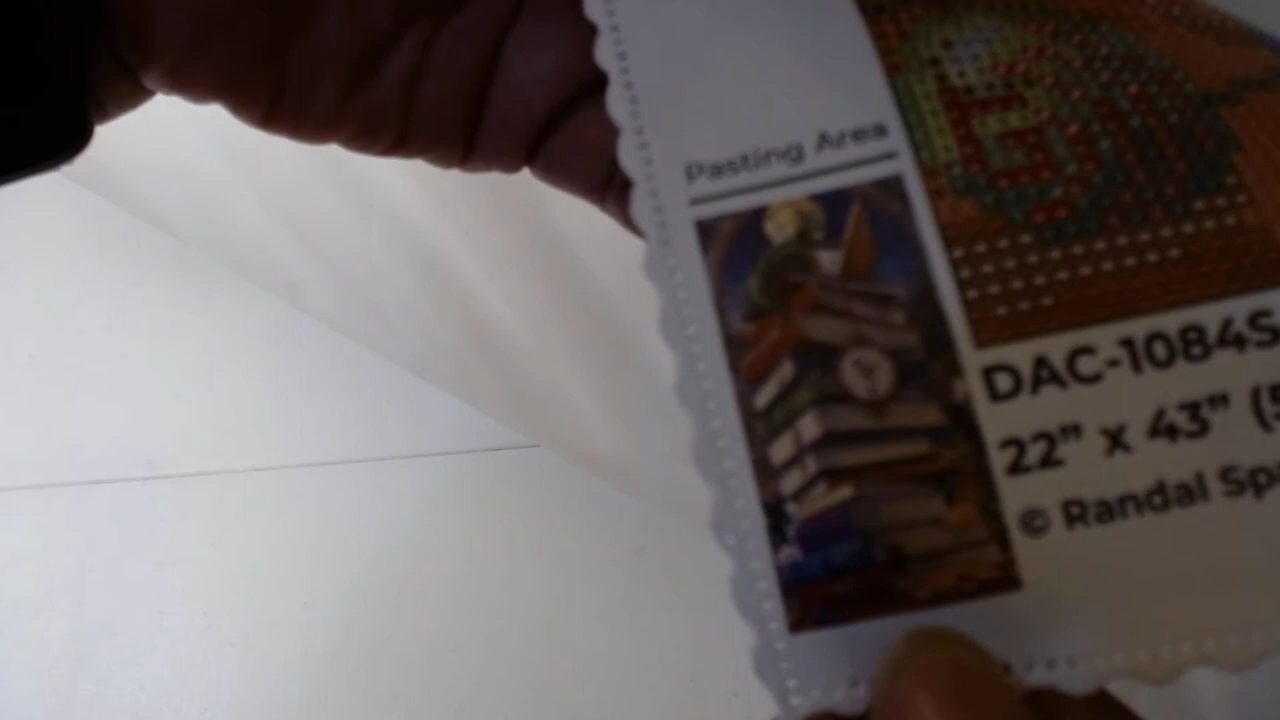 Pasting Area
DAC-1084S
22” x 43”
© Randal